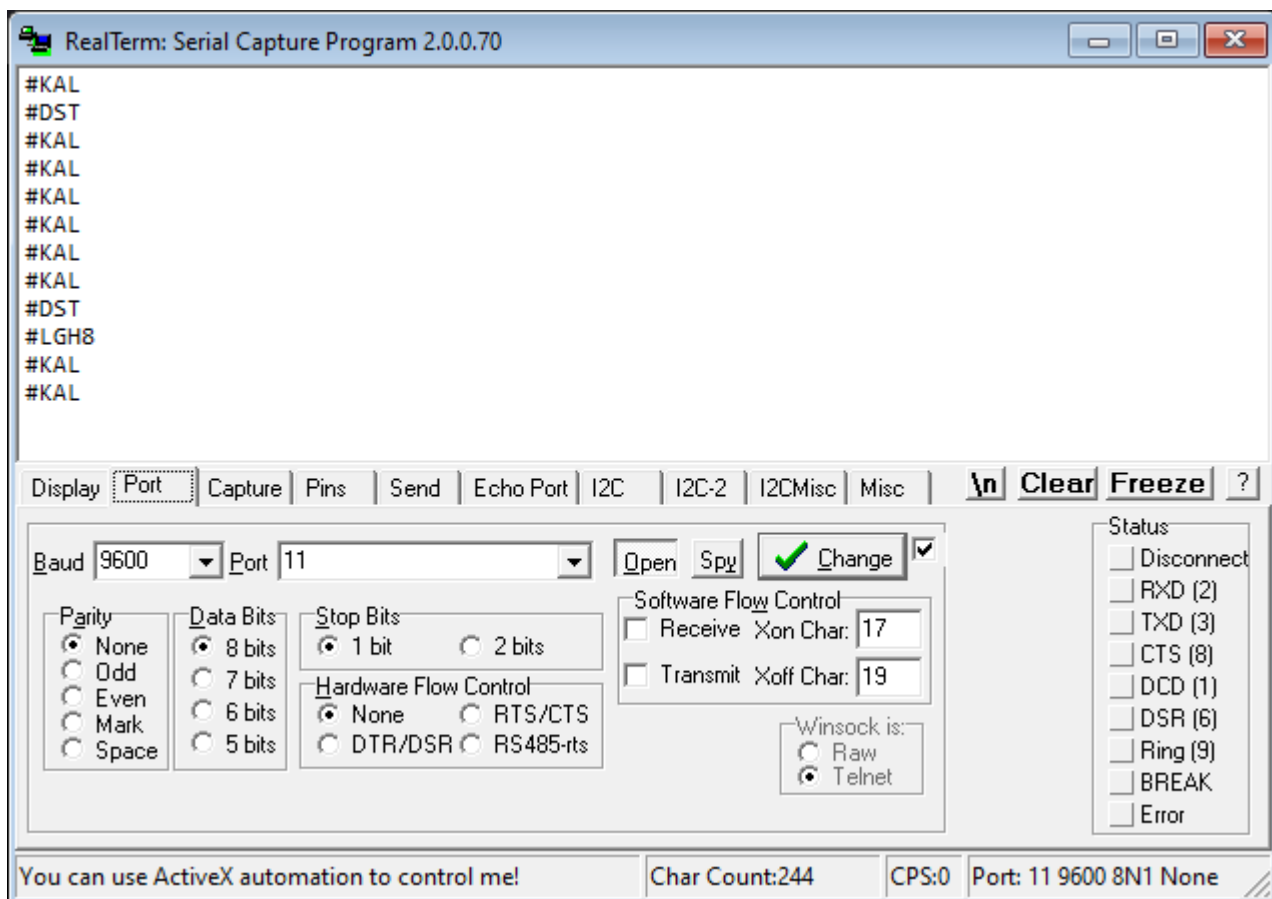 RealTerm: Serial Capture Program 2.0.0.70
#KAL
#DST
#KAL
#KAL
#KAL
#KAL
#KAL
#KAL
#DST
#LGH8
#KAL
#KAL
Display Port Capture Pins Send Echo Port I2C I2C-2 I2CMisc Misc \n Clear Freeze ?
Baud 9600 Port 11 Open Spy Change
Parity
None
Odd
Even
Mark
Space
Data Bits
8 bits
7 bits
6 bits
5 bits
Stop Bits
1 bit 2 bits
Hardware Flow Control
None RTS/CTS
DTR/DSR RS485-rts
Software Flow Control
Receive Xon Char: 17
Transmit Xoff Char: 19
Winsock is:
Raw
Telnet
Status
Disconnect
RXD (2)
TXD (3)
CTS (8)
DCD (1)
DSR (6)
Ring (9)
BREAK
Error
You can use ActiveX automation to control me! Char Count:244 CPS:0 Port: 11 9600 8N1 None